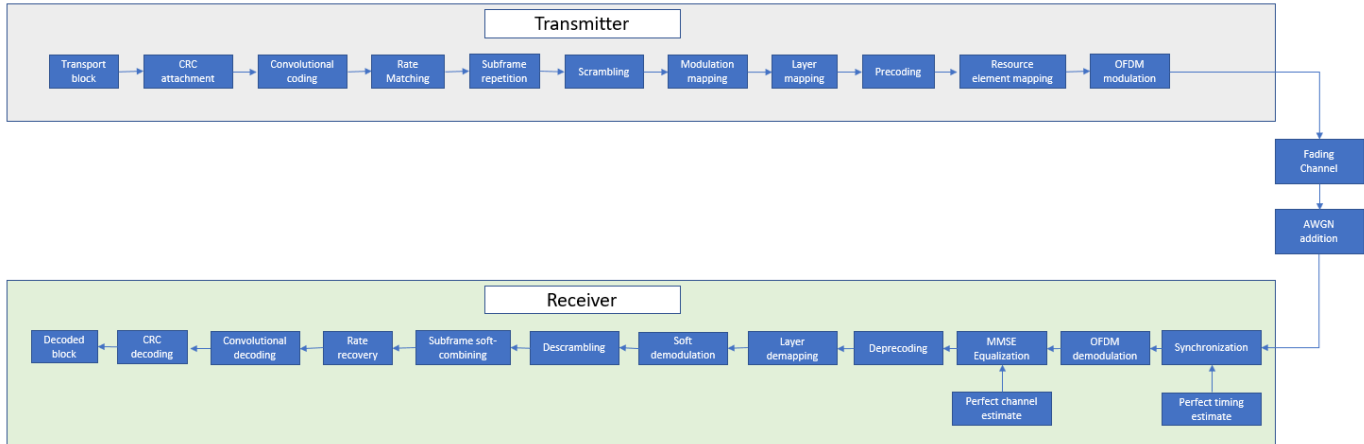 Transmitter
Transport
block
CRC
attachment
Convolutional
coding
Rate
Matching
Subframe
repetition
Scrambling
Modulation
mapping
Layer
mapping
Precoding
Resource
element mapping
OFDM
modulation
Fading
Channel
AWGN
addition
Receiver
Decoded
block
CRC
decoding
Convolutional
decoding
Rate
recovery
Subframe soft-
combining
Descrambling
Soft
demodulation
Layer
demapping
Deprecoding
MMSE
Equalization
OFDM
demodulation
Synchronization
Perfect channel
estimate
Perfect timing
estimate